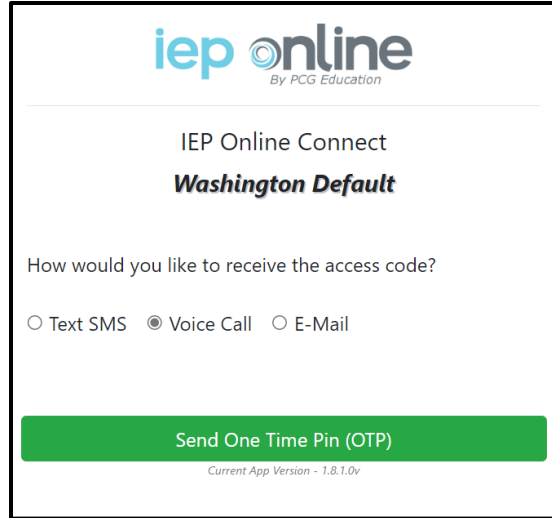 iep online
By PCG Education
IEP Online Connect
Washington Default
How would you like to receive the access code?
Text SMS Voice Call E-Mail
Send One Time Pin (OTP)
Current App Version - 1.8.1.0v